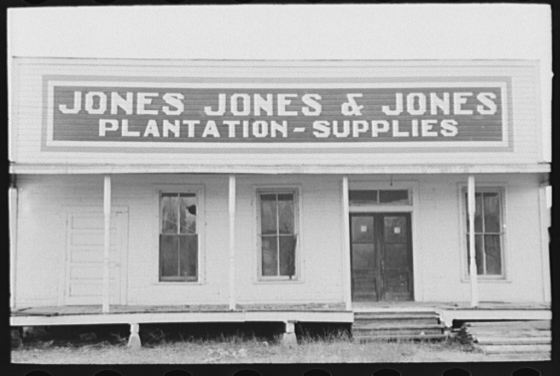 JONES JONES & JONES
PLANTATION - SUPPLIES